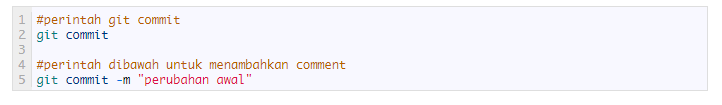 1 #perintah git commit
2 git commit
3
4 #perintah dibawah untuk menambahkan comment
5 git commit -m "perubahan awal"